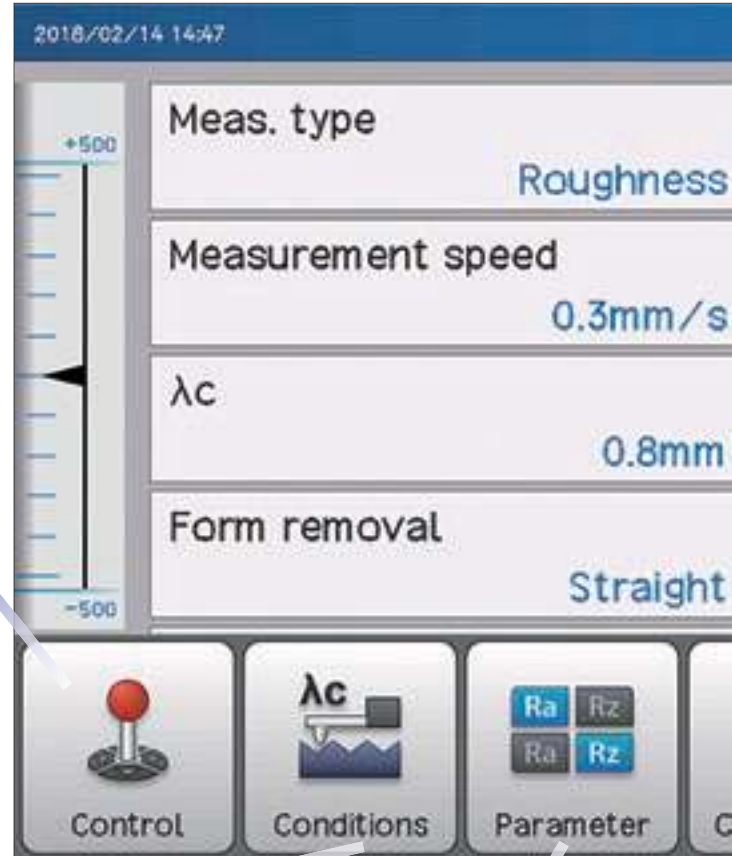 2018/02/14 14:47
+500
Meas. type
Roughness
Measurement speed
0.3mm/s
λc
0.8mm
Form removal
Straight
-500
λc
Ra Rz
Ra Rz
Control
Conditions
Parameter
C